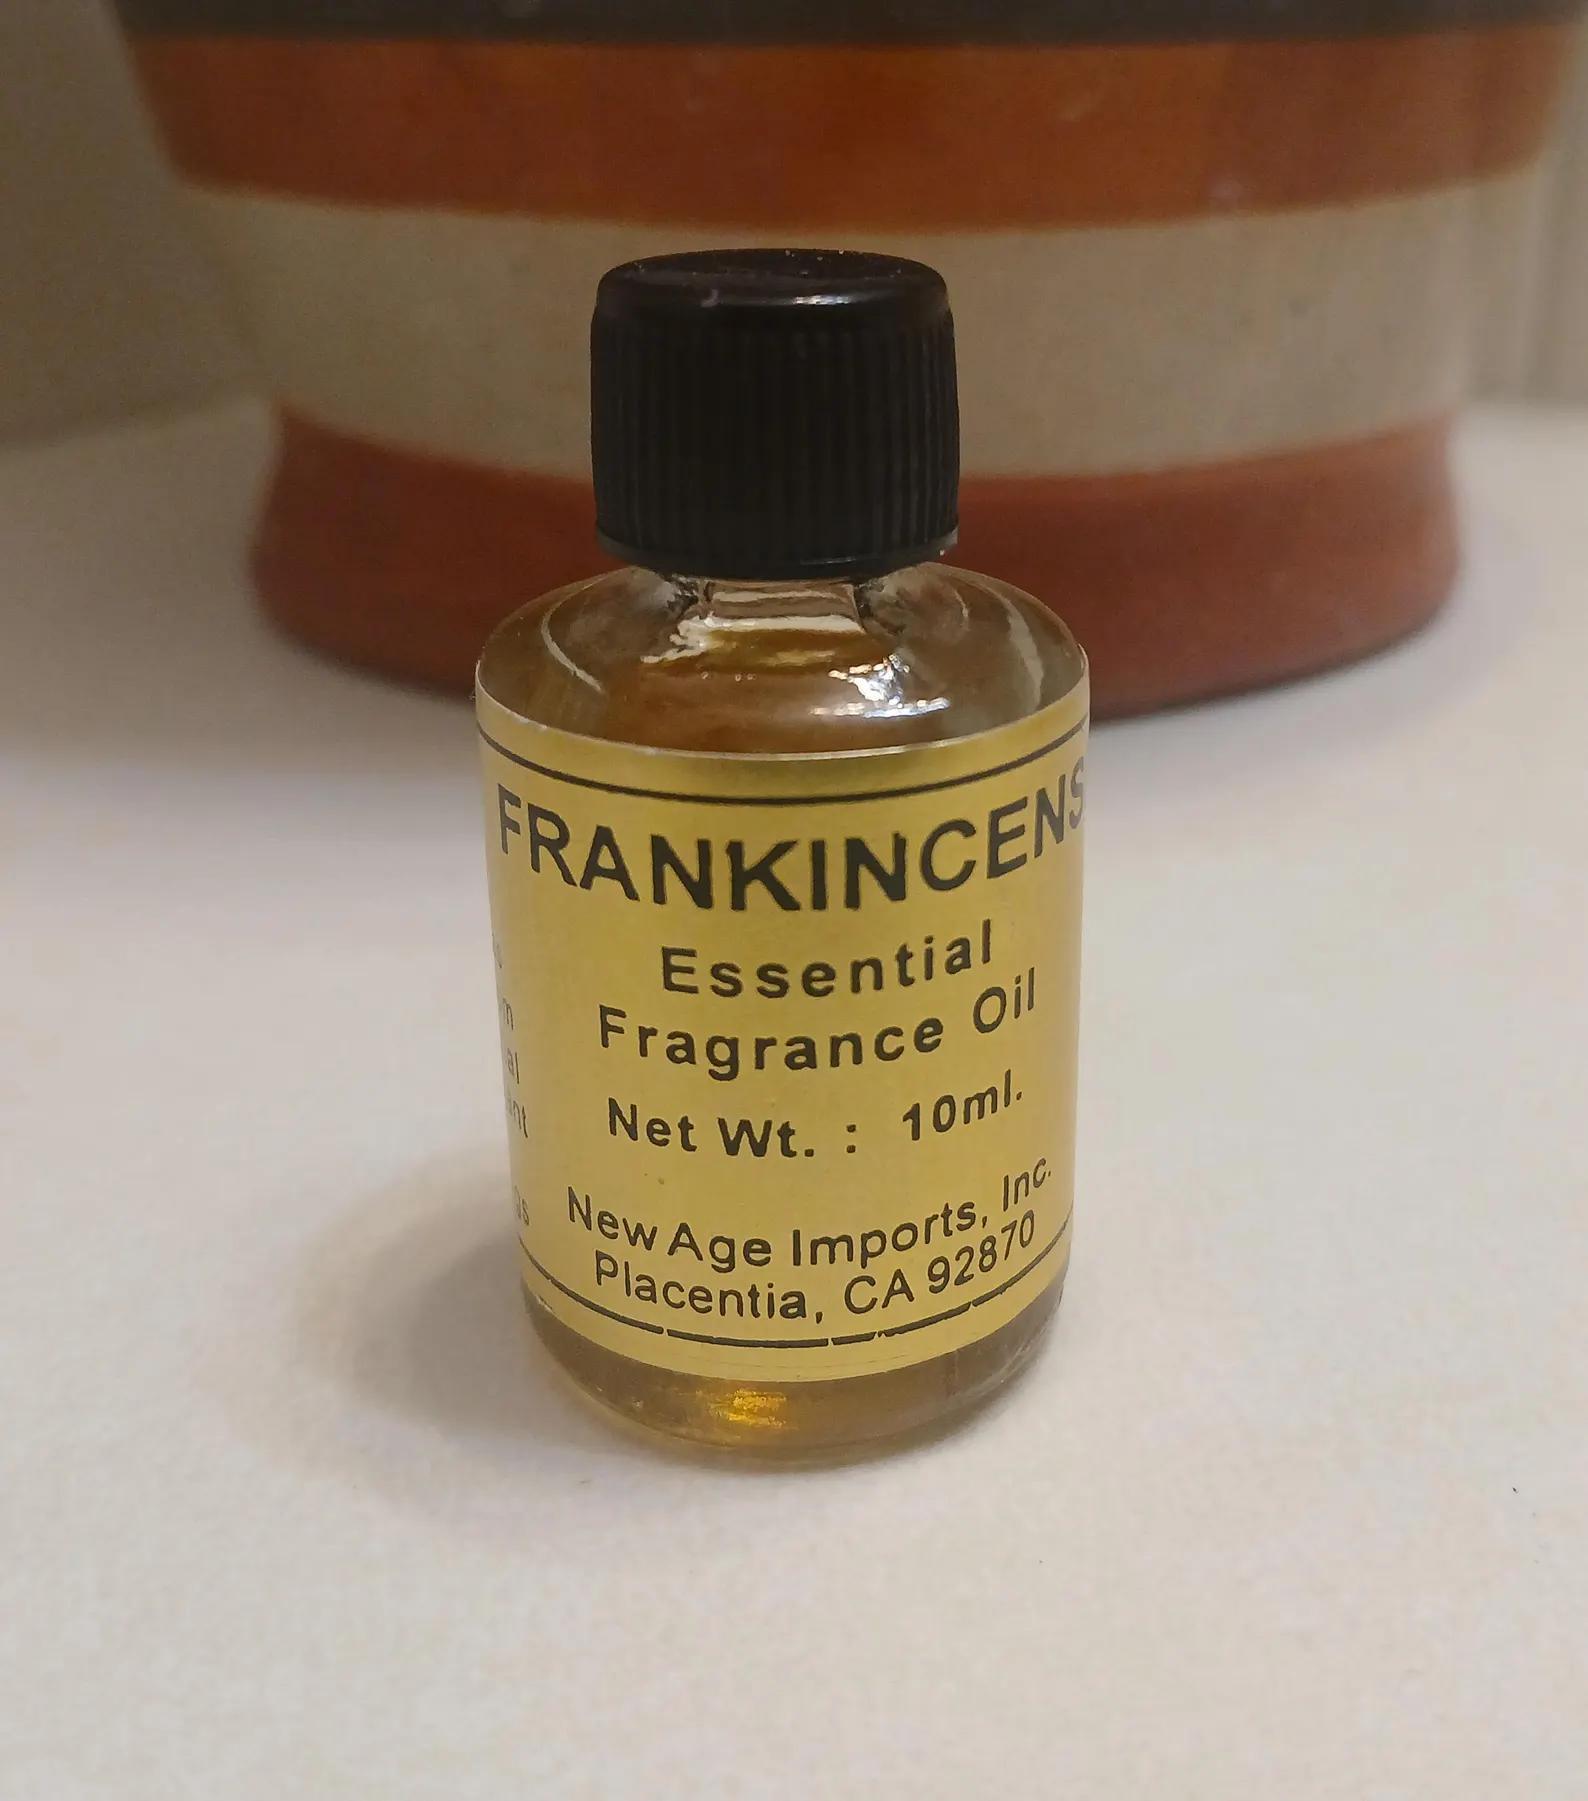 FRANKINCENS
Essential
Fragrance Oil
Net Wt. : 10ml.
New Age Imports, Inc.
Placentia, CA 92870